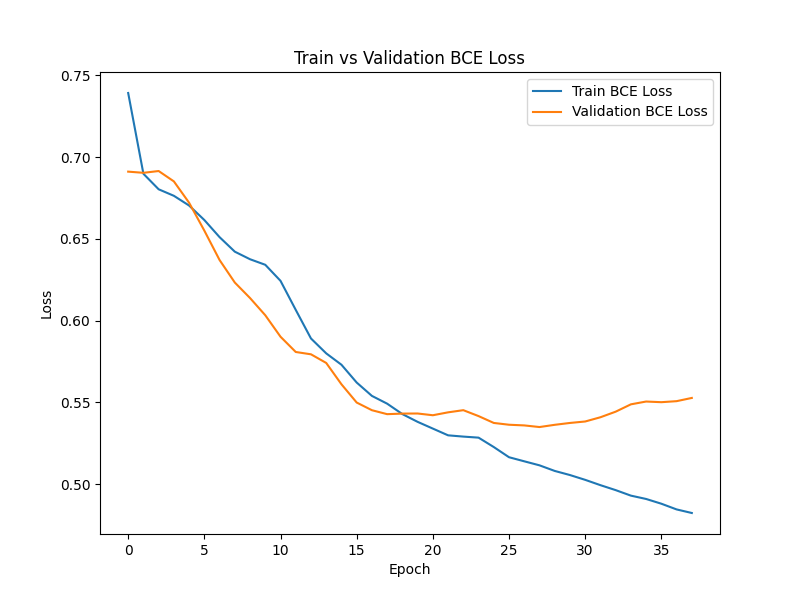 Train vs Validation BCE Loss
Train BCE Loss
Validation BCE Loss
0.75
0.70
0.65
0.60
0.55
0.50
Loss
0 5 10 15 20 25 30 35
Epoch